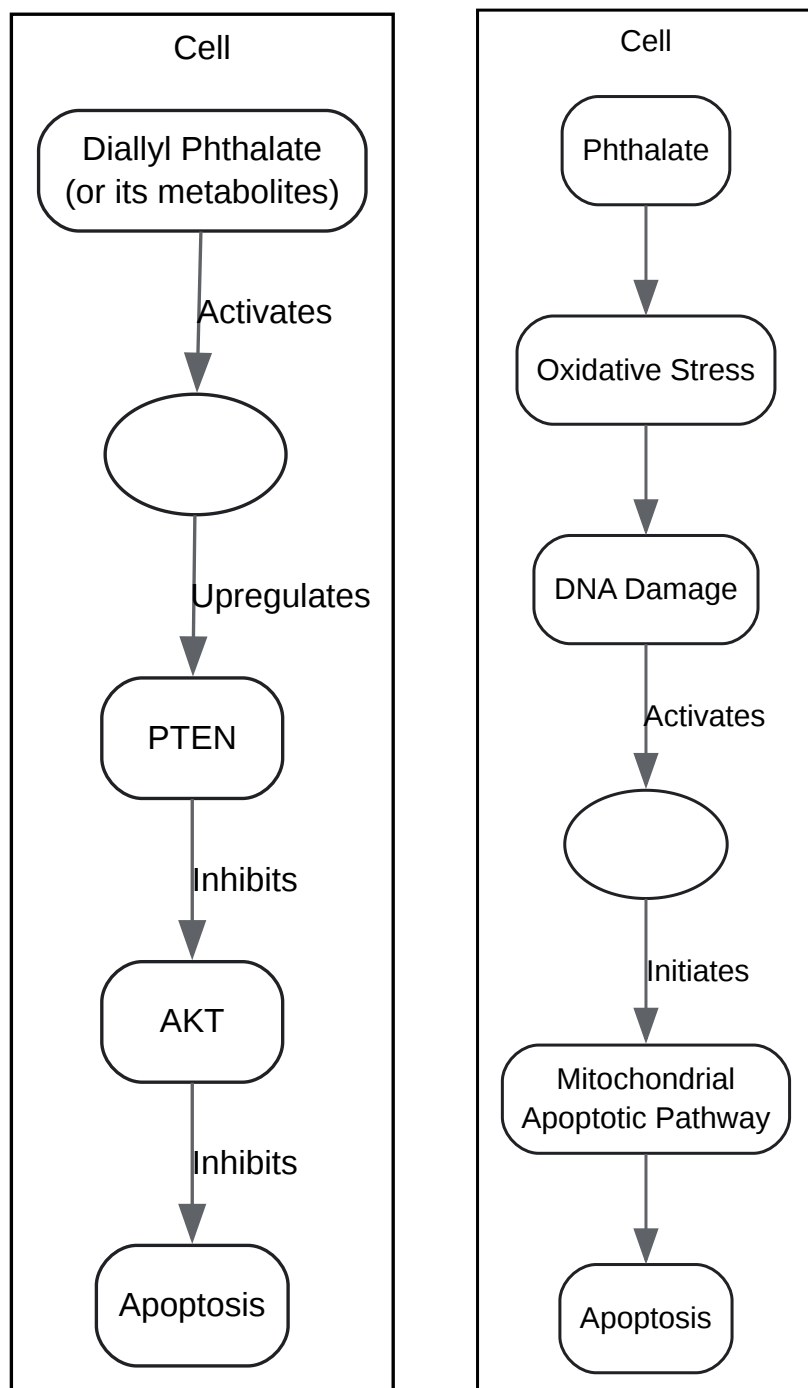 Cell
Diallyl Phthalate
(or its metabolites)
Activates
Upregulates
PTEN
Inhibits
AKT
Inhibits
Apoptosis
Cell
Phthalate
Oxidative Stress
DNA Damage
Activates
Initiates
Mitochondrial
Apoptotic Pathway
Apoptosis